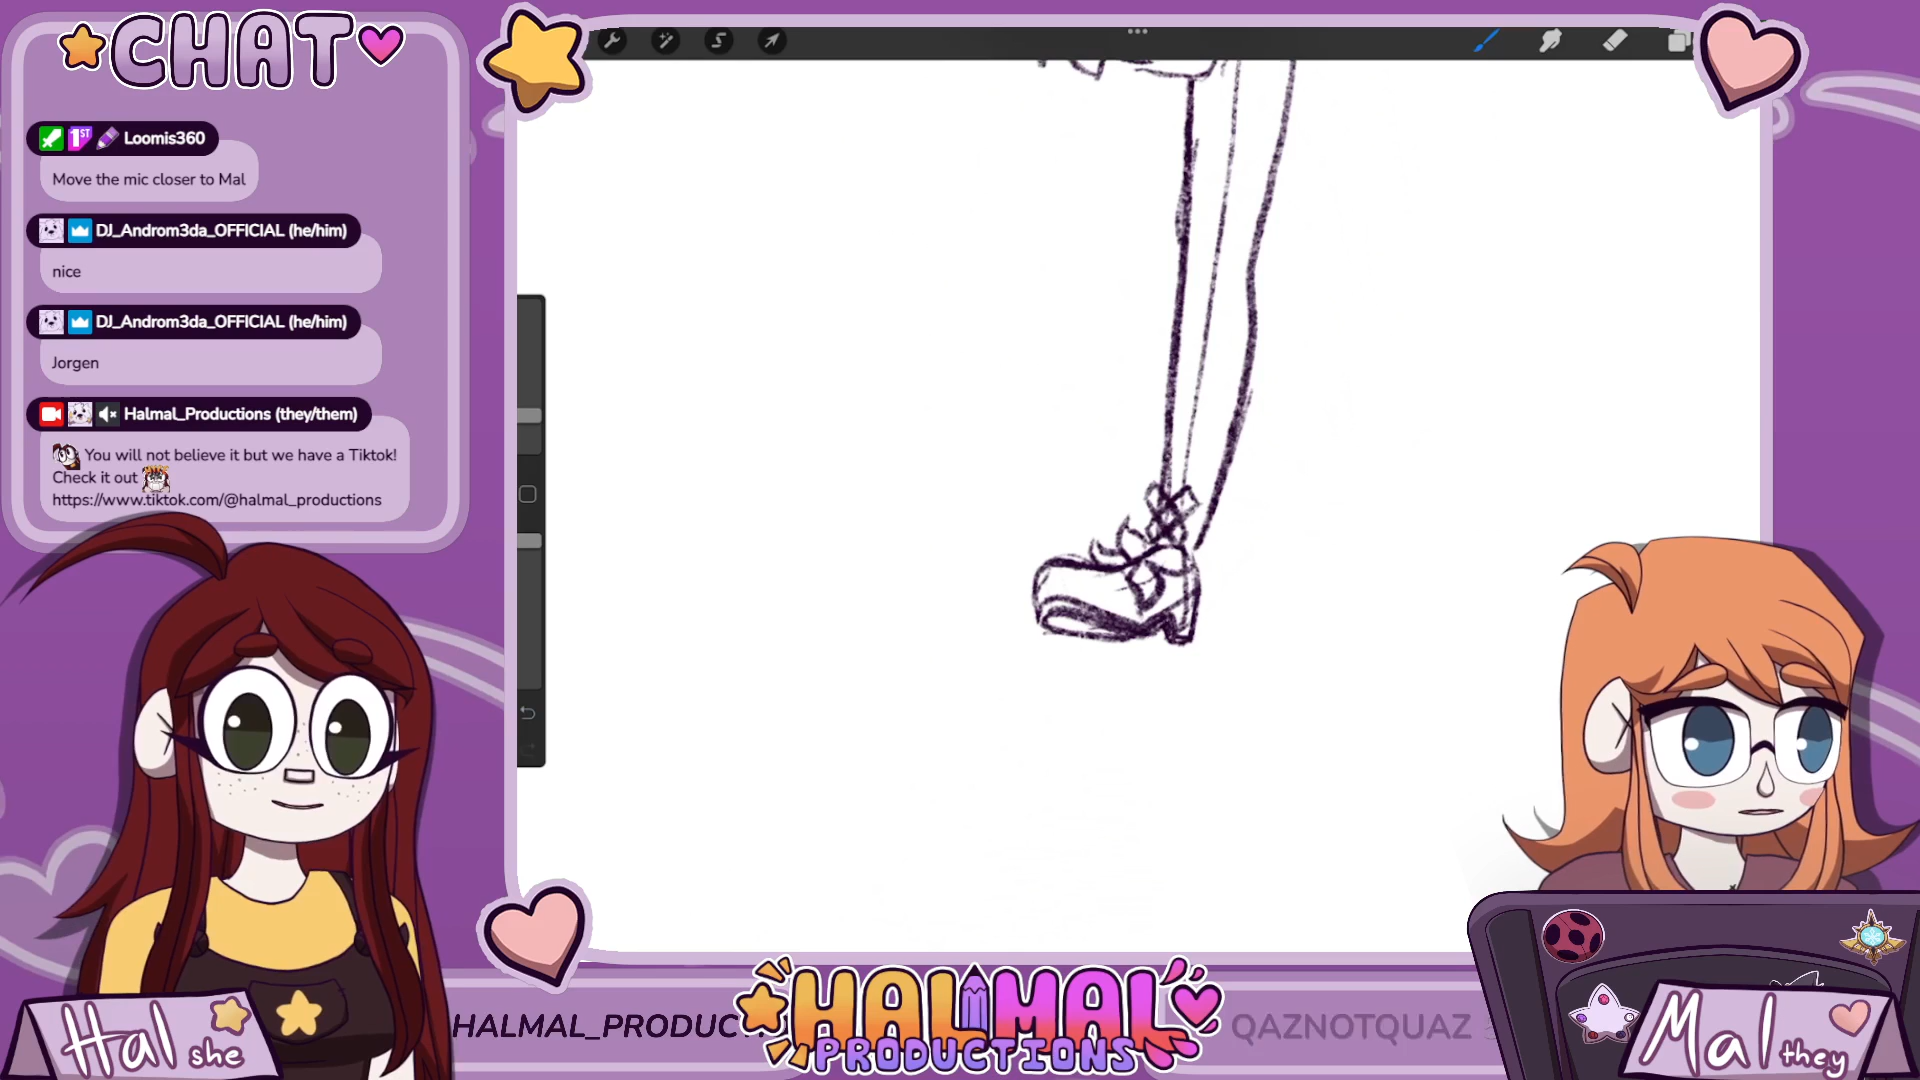 CHAT
1ST Loomis360
Move the mic closer to Mal
DJ_Androm3da_OFFICIAL (he/him)
nice
DJ_Androm3da_OFFICIAL (he/him)
Jorgen
Halmal_Productions (they/them)
You will not believe it but we have a Tiktok!
Check it out
https://www.tiktok.com/@halmal_productions
Hal she
HALMAL_PRODUC
HALMAL
PRODUCTIONS
QAZNOTQUAZ
Mal they